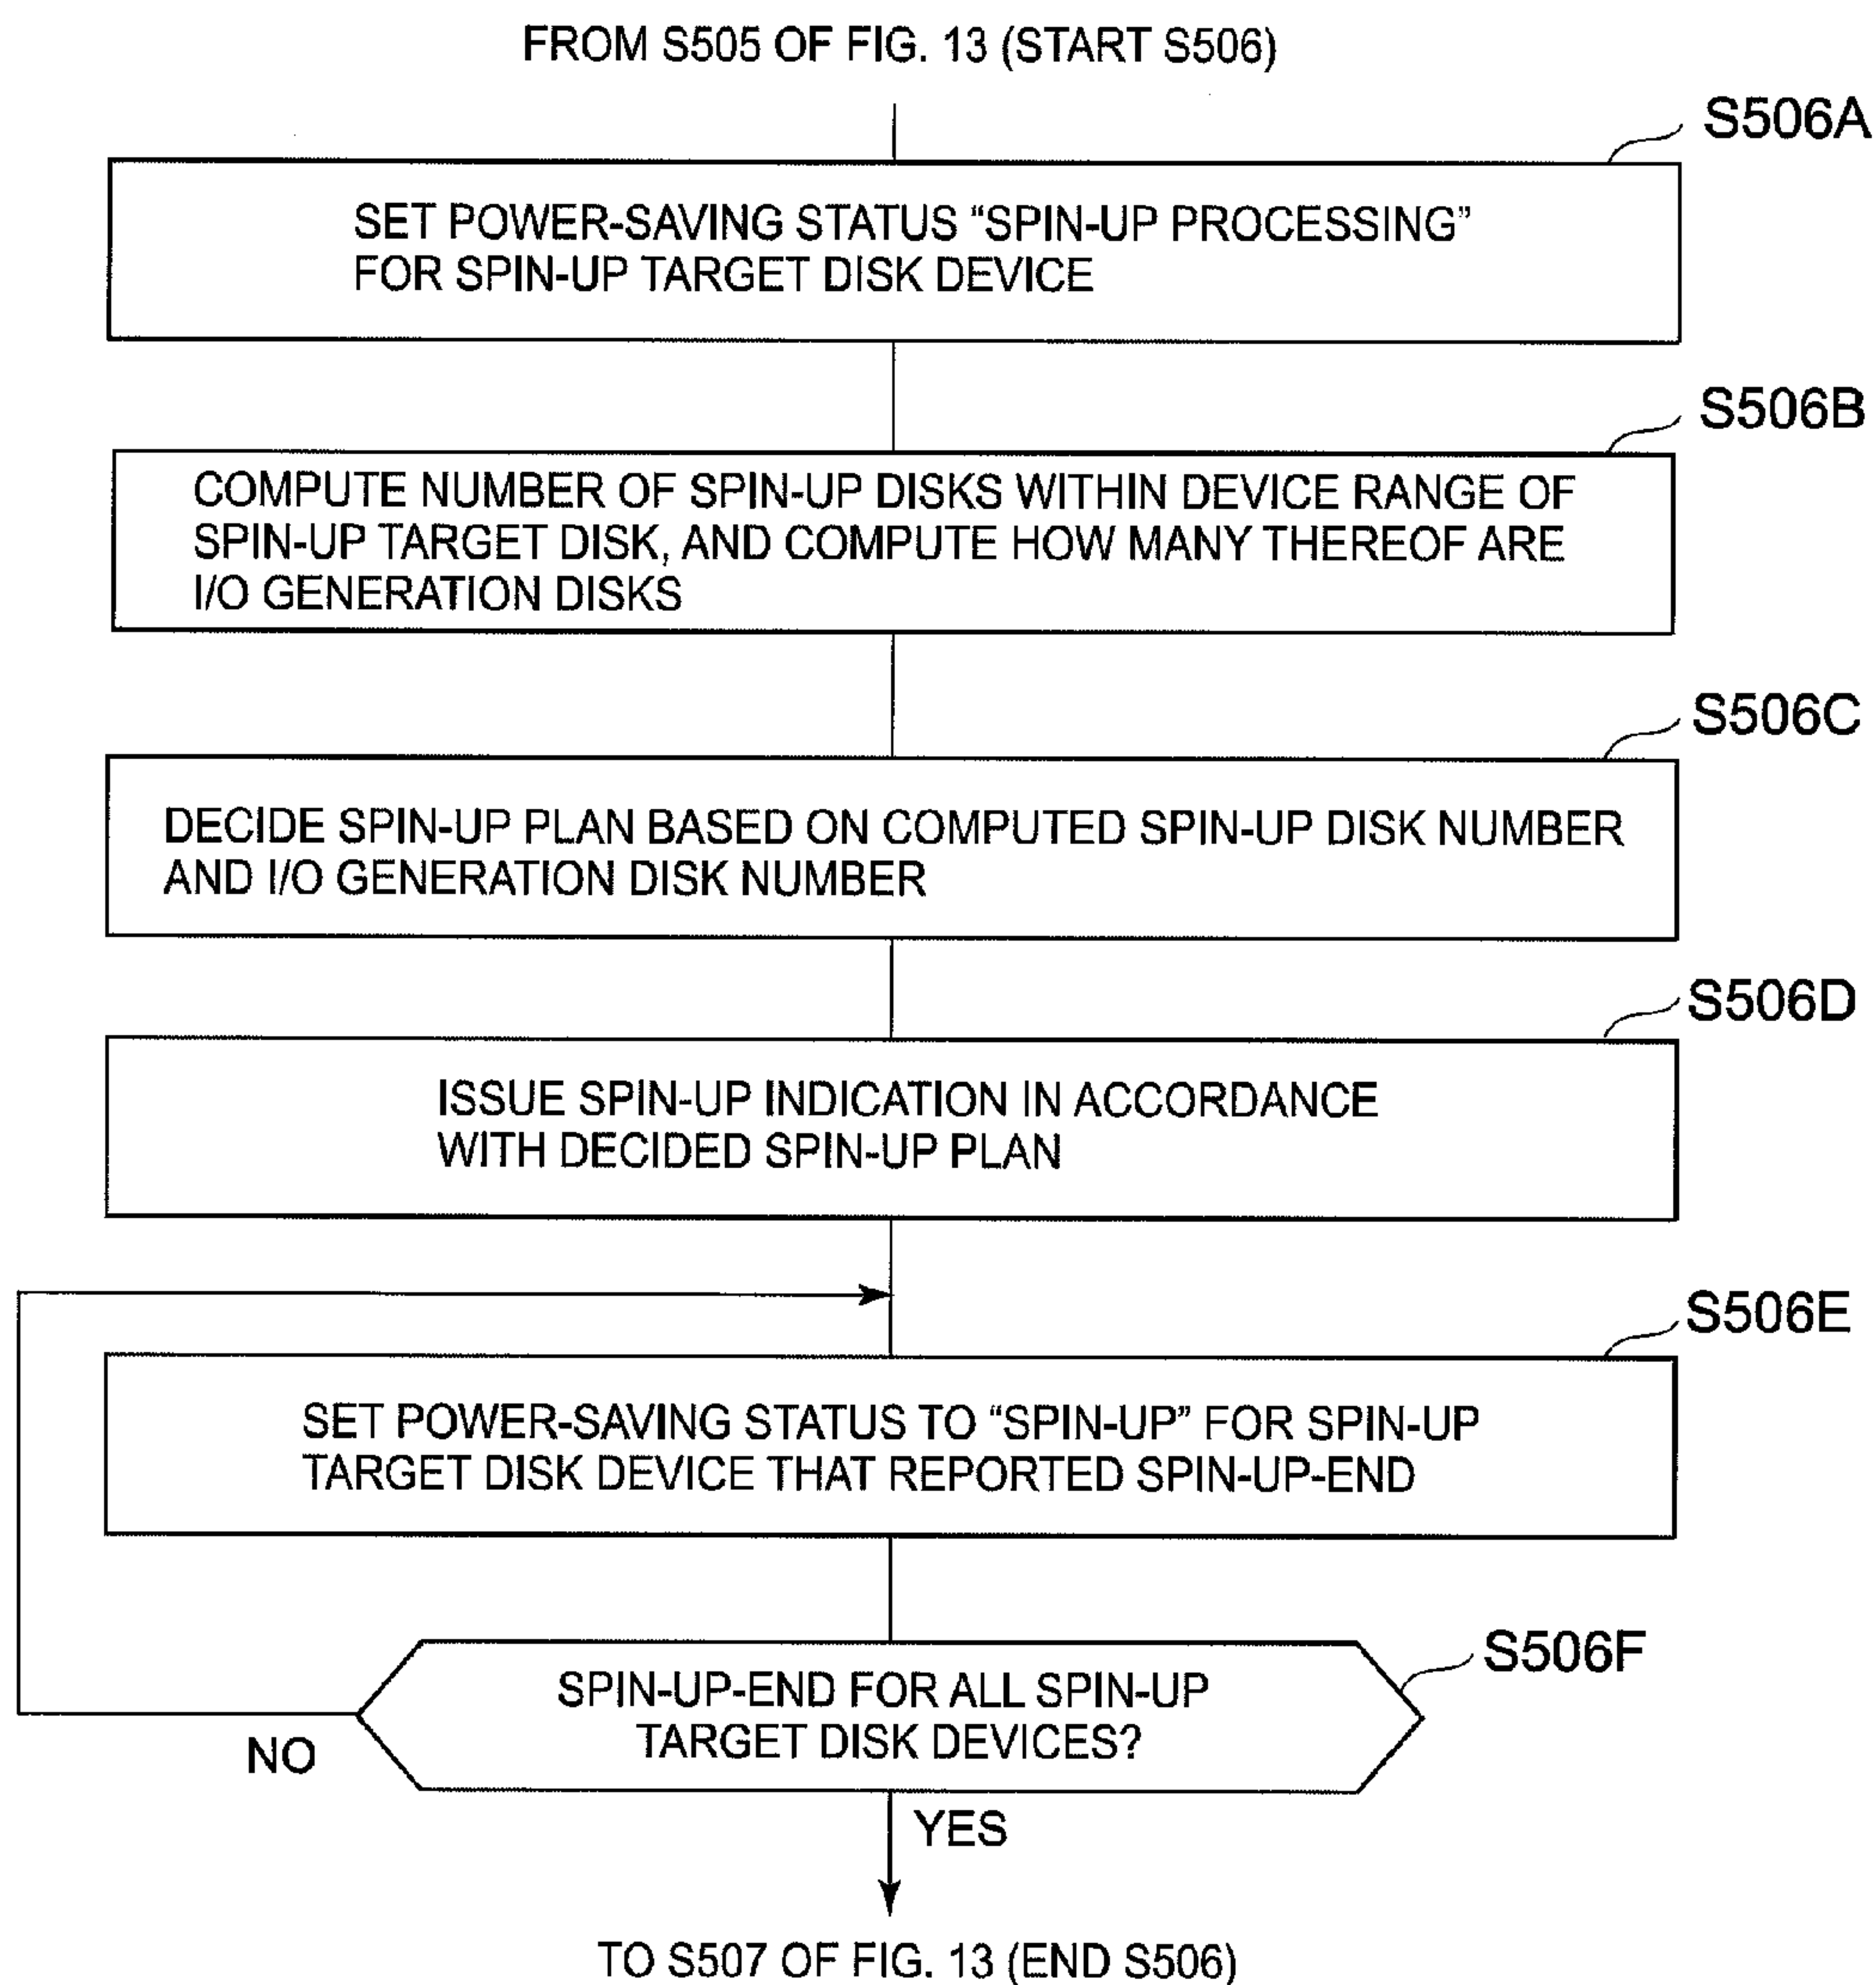 FROM S505 OF FIG. 13 (START S506)
S506A
SET POWER-SAVING STATUS “SPIN-UP PROCESSING”
FOR SPIN-UP TARGET DISK DEVICE
S506B
COMPUTE NUMBER OF SPIN-UP DISKS WITHIN DEVICE RANGE OF
SPIN-UP TARGET DISK, AND COMPUTE HOW MANY THEREOF ARE
I/O GENERATION DISKS
S506C
DECIDE SPIN-UP PLAN BASED ON COMPUTED SPIN-UP DISK NUMBER
AND I/O GENERATION DISK NUMBER
S506D
ISSUE SPIN-UP INDICATION IN ACCORDANCE
WITH DECIDED SPIN-UP PLAN
S506E
SET POWER-SAVING STATUS TO “SPIN-UP” FOR SPIN-UP
TARGET DISK DEVICE THAT REPORTED SPIN-UP-END
S506F
SPIN-UP-END FOR ALL SPIN-UP
TARGET DISK DEVICES?
NO
YES
TO S507 OF FIG. 13 (END S506)